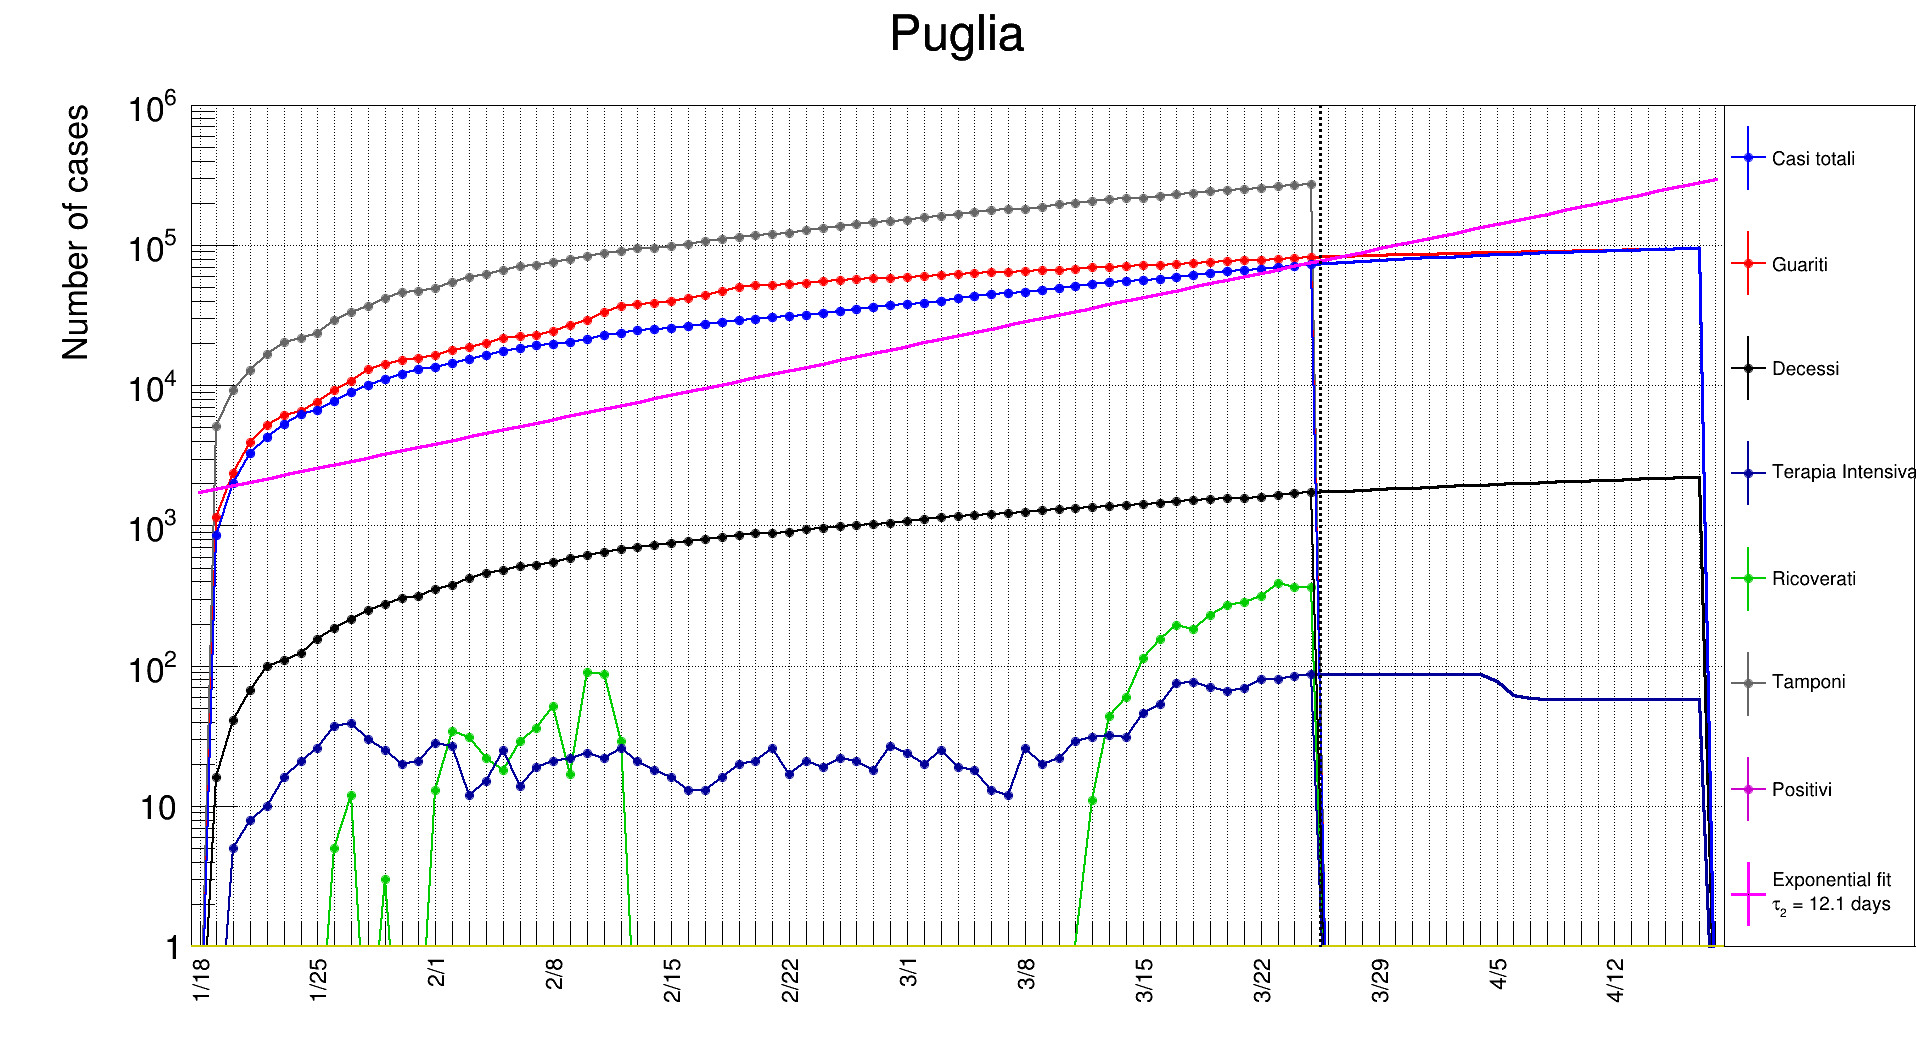 Puglia
Number of cases
10^6
10^5
10^4
10^3
10^2
10
1
1/18
1/25
2/1
2/8
2/15
2/22
3/1
3/8
3/15
3/22
3/29
4/5
4/12
Casi totali
Guariti
Decessi
Terapia Intensiva
Ricoverati
Tamponi
Positivi
Exponential fit
τ₂ = 12.1 days